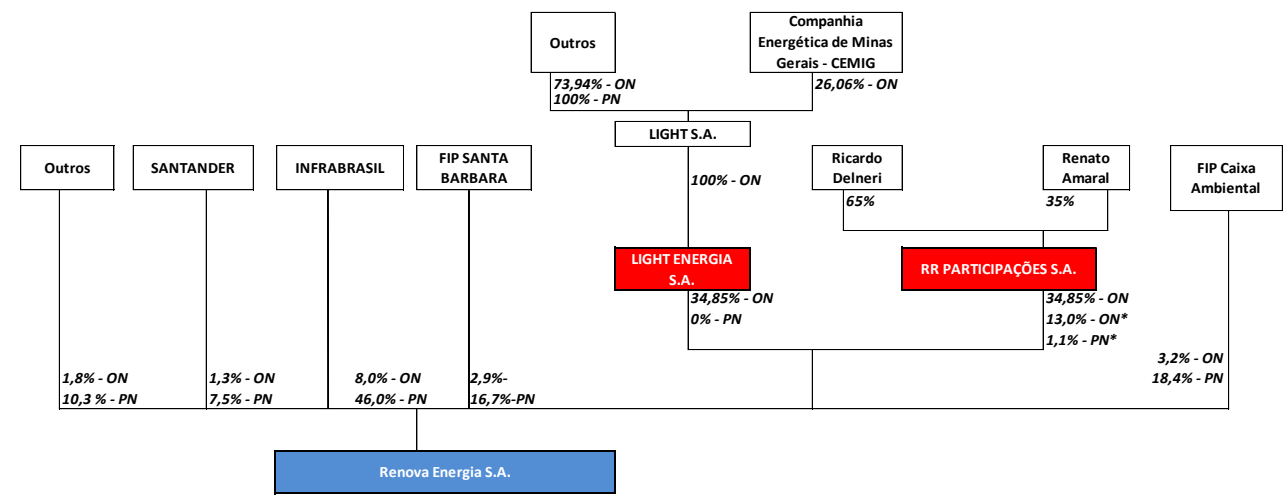 Outros
Companhia
Energética de Minas
Gerais - CEMIG
73,94% - ON
100% - PN
26,06% - ON
LIGHT S.A.
100% - ON
Outros
SANTANDER
INFRABRASIL
FIP SANTA
BARBARA
Ricardo
Delneri
Renato
Amaral
FIP Caixa
Ambiental
65%
35%
LIGHT ENERGIA
S.A.
RR PARTICIPAÇÕES S.A.
34,85% - ON
0% - PN
34,85% - ON
13,0% - ON*
1,1% - PN*
1,8% - ON
10,3 % - PN
1,3% - ON
7,5% - PN
8,0% - ON
46,0% - PN
2,9%-
16,7%-PN
3,2% - ON
18,4% - PN
Renova Energia S.A.